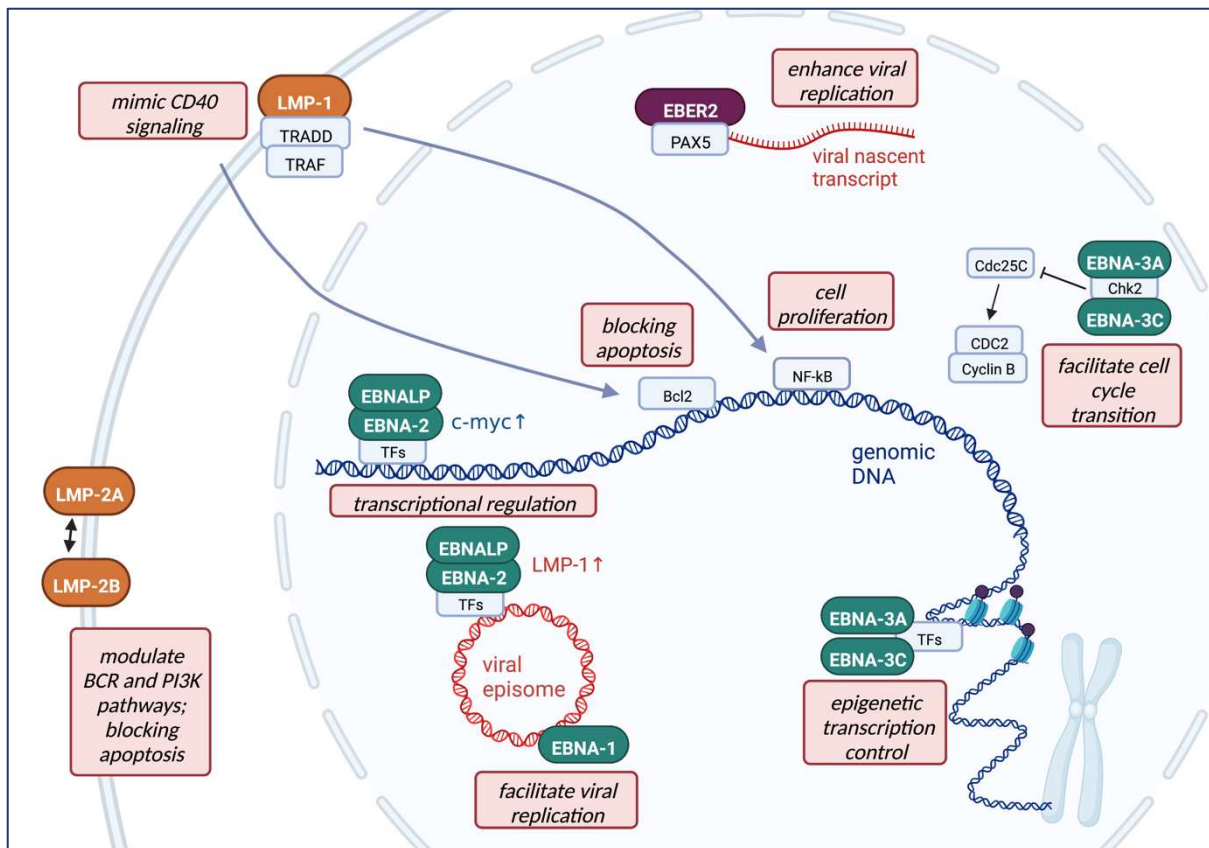 mimic CD40
signaling
LMP-1
TRADD
TRAF
enhance viral
replication
EBER2
PAX5
viral nascent
transcript
Cdc25C
EBNA-3A
Chk2
EBNA-3C
CDC2
Cyclin B
facilitate cell
cycle
transition
cell
proliferation
blocking
apoptosis
NF-kB
Bcl2
EBNALP
EBNA-2
c-myc↑
TFs
genomic
DNA
transcriptional regulation
LMP-2A
LMP-2B
modulate
BCR and PI3K
pathways;
blocking
apoptosis
EBNALP
EBNA-2
LMP-1↑
TFs
viral
episome
EBNA-1
facilitate viral
replication
EBNA-3A
TFs
EBNA-3C
epigenetic
transcription
control